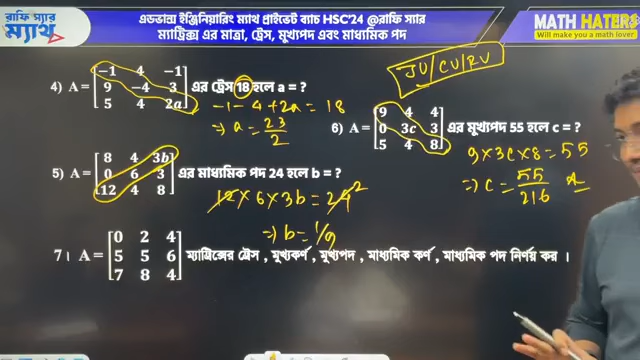 রাফি স্যার
ম্যাথ
এডভান্স ইঞ্জিনিয়ারিং ম্যাথ প্রাইভেট ব্যাচ HSC'24 @রাফি স্যার
ম্যাট্রিক্স এর মাত্রা, ট্রেস, মুখ্যপদ এবং মাধ্যমিক পদ
MATH HATERS
Will make you a math lover
JU/CU/RU
4) A = [-1 4 -1; 9 -4 3; 5 4 2a] এর ট্রেস 18 হলে a = ?
-1 - 4 + 2a = 18
⇒ a = 23/2
6) A = [9 4 4; 0 3c 3; 5 4 8] এর মুখ্যপদ 55 হলে c = ?
9 × 3c × 8 = 55
⇒ c = 55/216
5) A = [8 4 3b; 0 6 3; 12 4 8] এর মাধ্যমিক পদ 24 হলে b = ?
12 × 6 × 3b = 24 2
⇒ b = 1/9
7। A = [0 2 4; 5 5 6; 7 8 4] ম্যাট্রিক্সের ট্রেস , মুখ্যকর্ণ , মুখ্যপদ , মাধ্যমিক কর্ণ , মাধ্যমিক পদ নির্ণয় কর ।